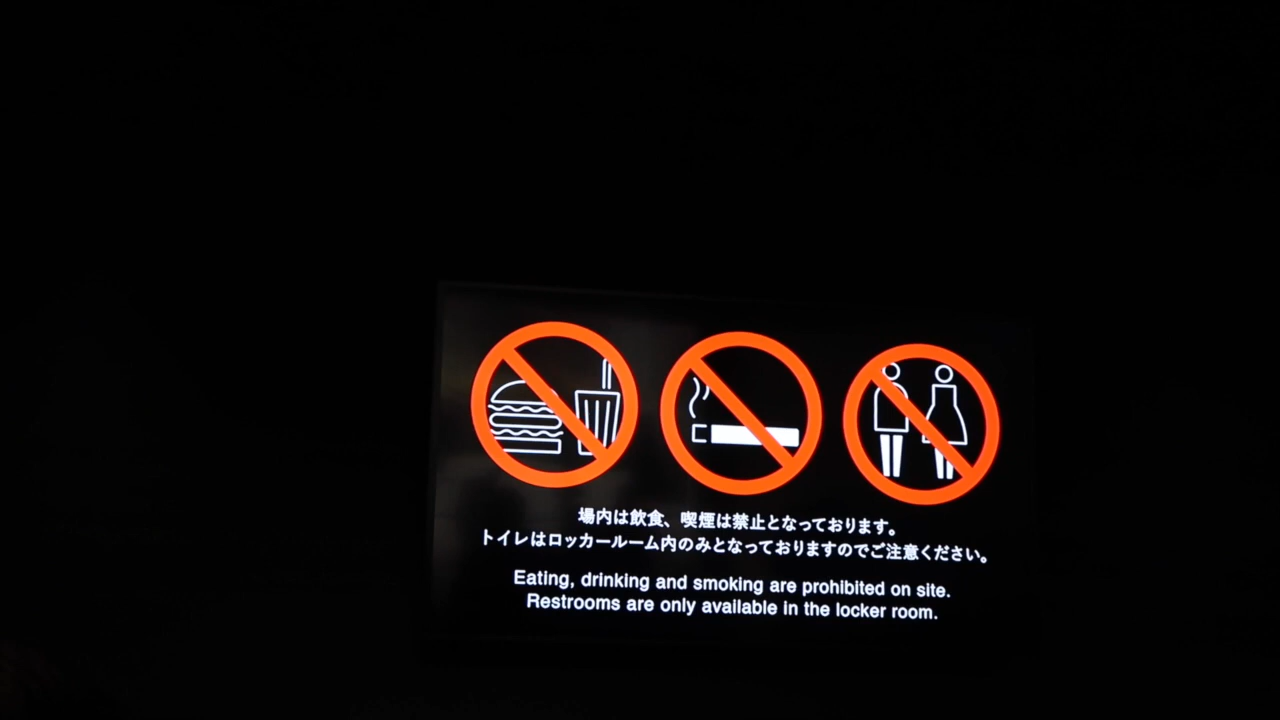 場内は飲食、喫煙は禁止となっております。
トイレはロッカールーム内のみとなっておりますのでご注意ください。
Eating, drinking and smoking are prohibited on site.
Restrooms are only available in the locker room.